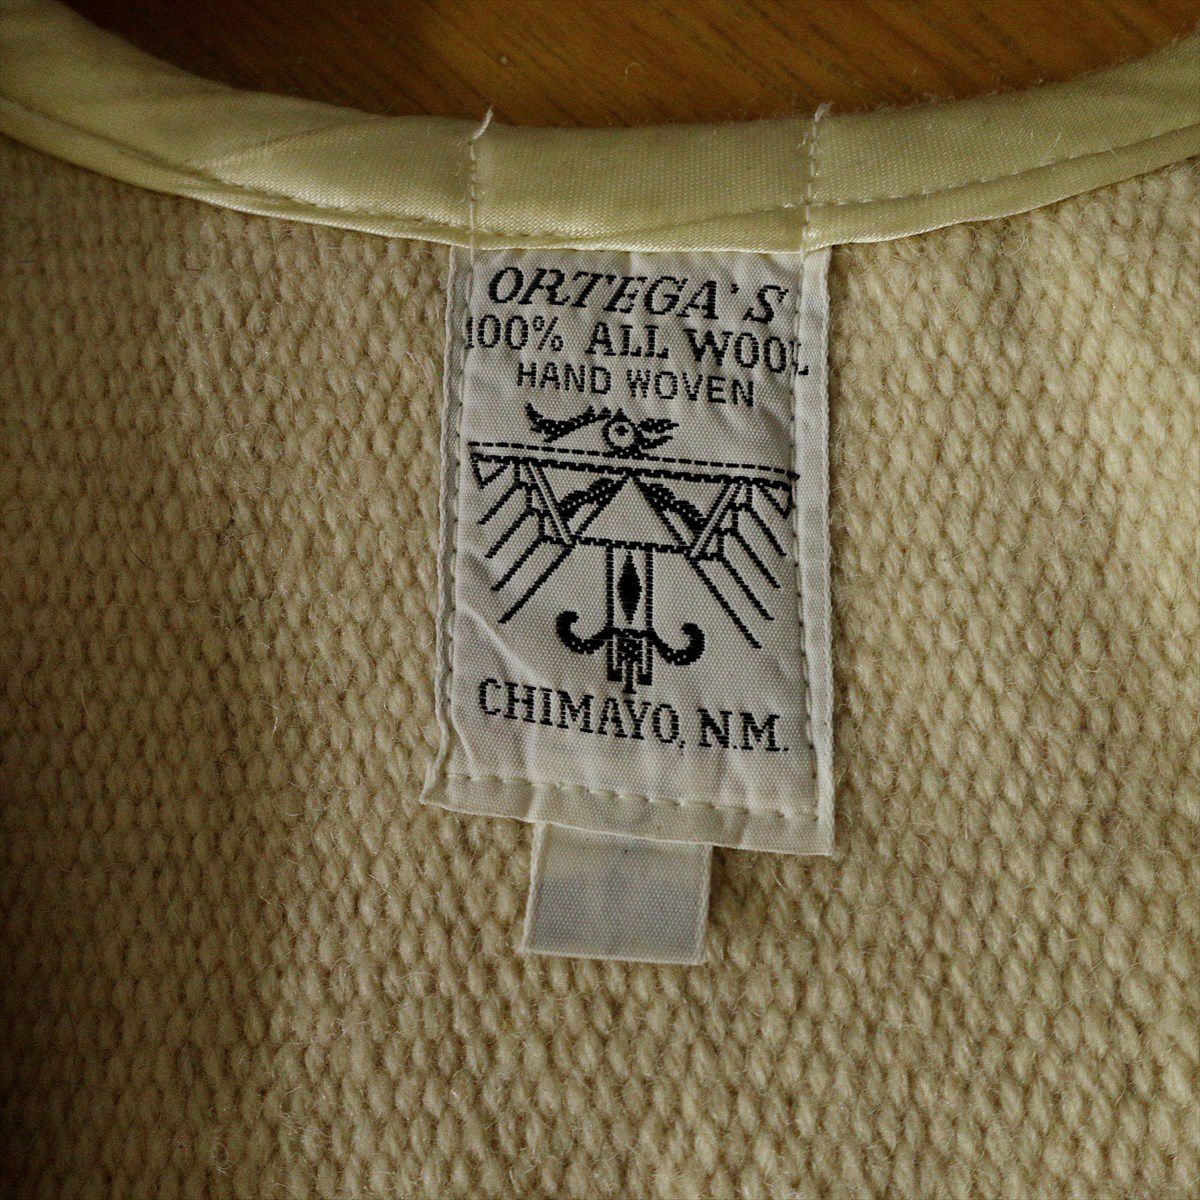 ORTEGA'S
100% ALL WOOL
HAND WOVEN
CHIMAYO, N.M.